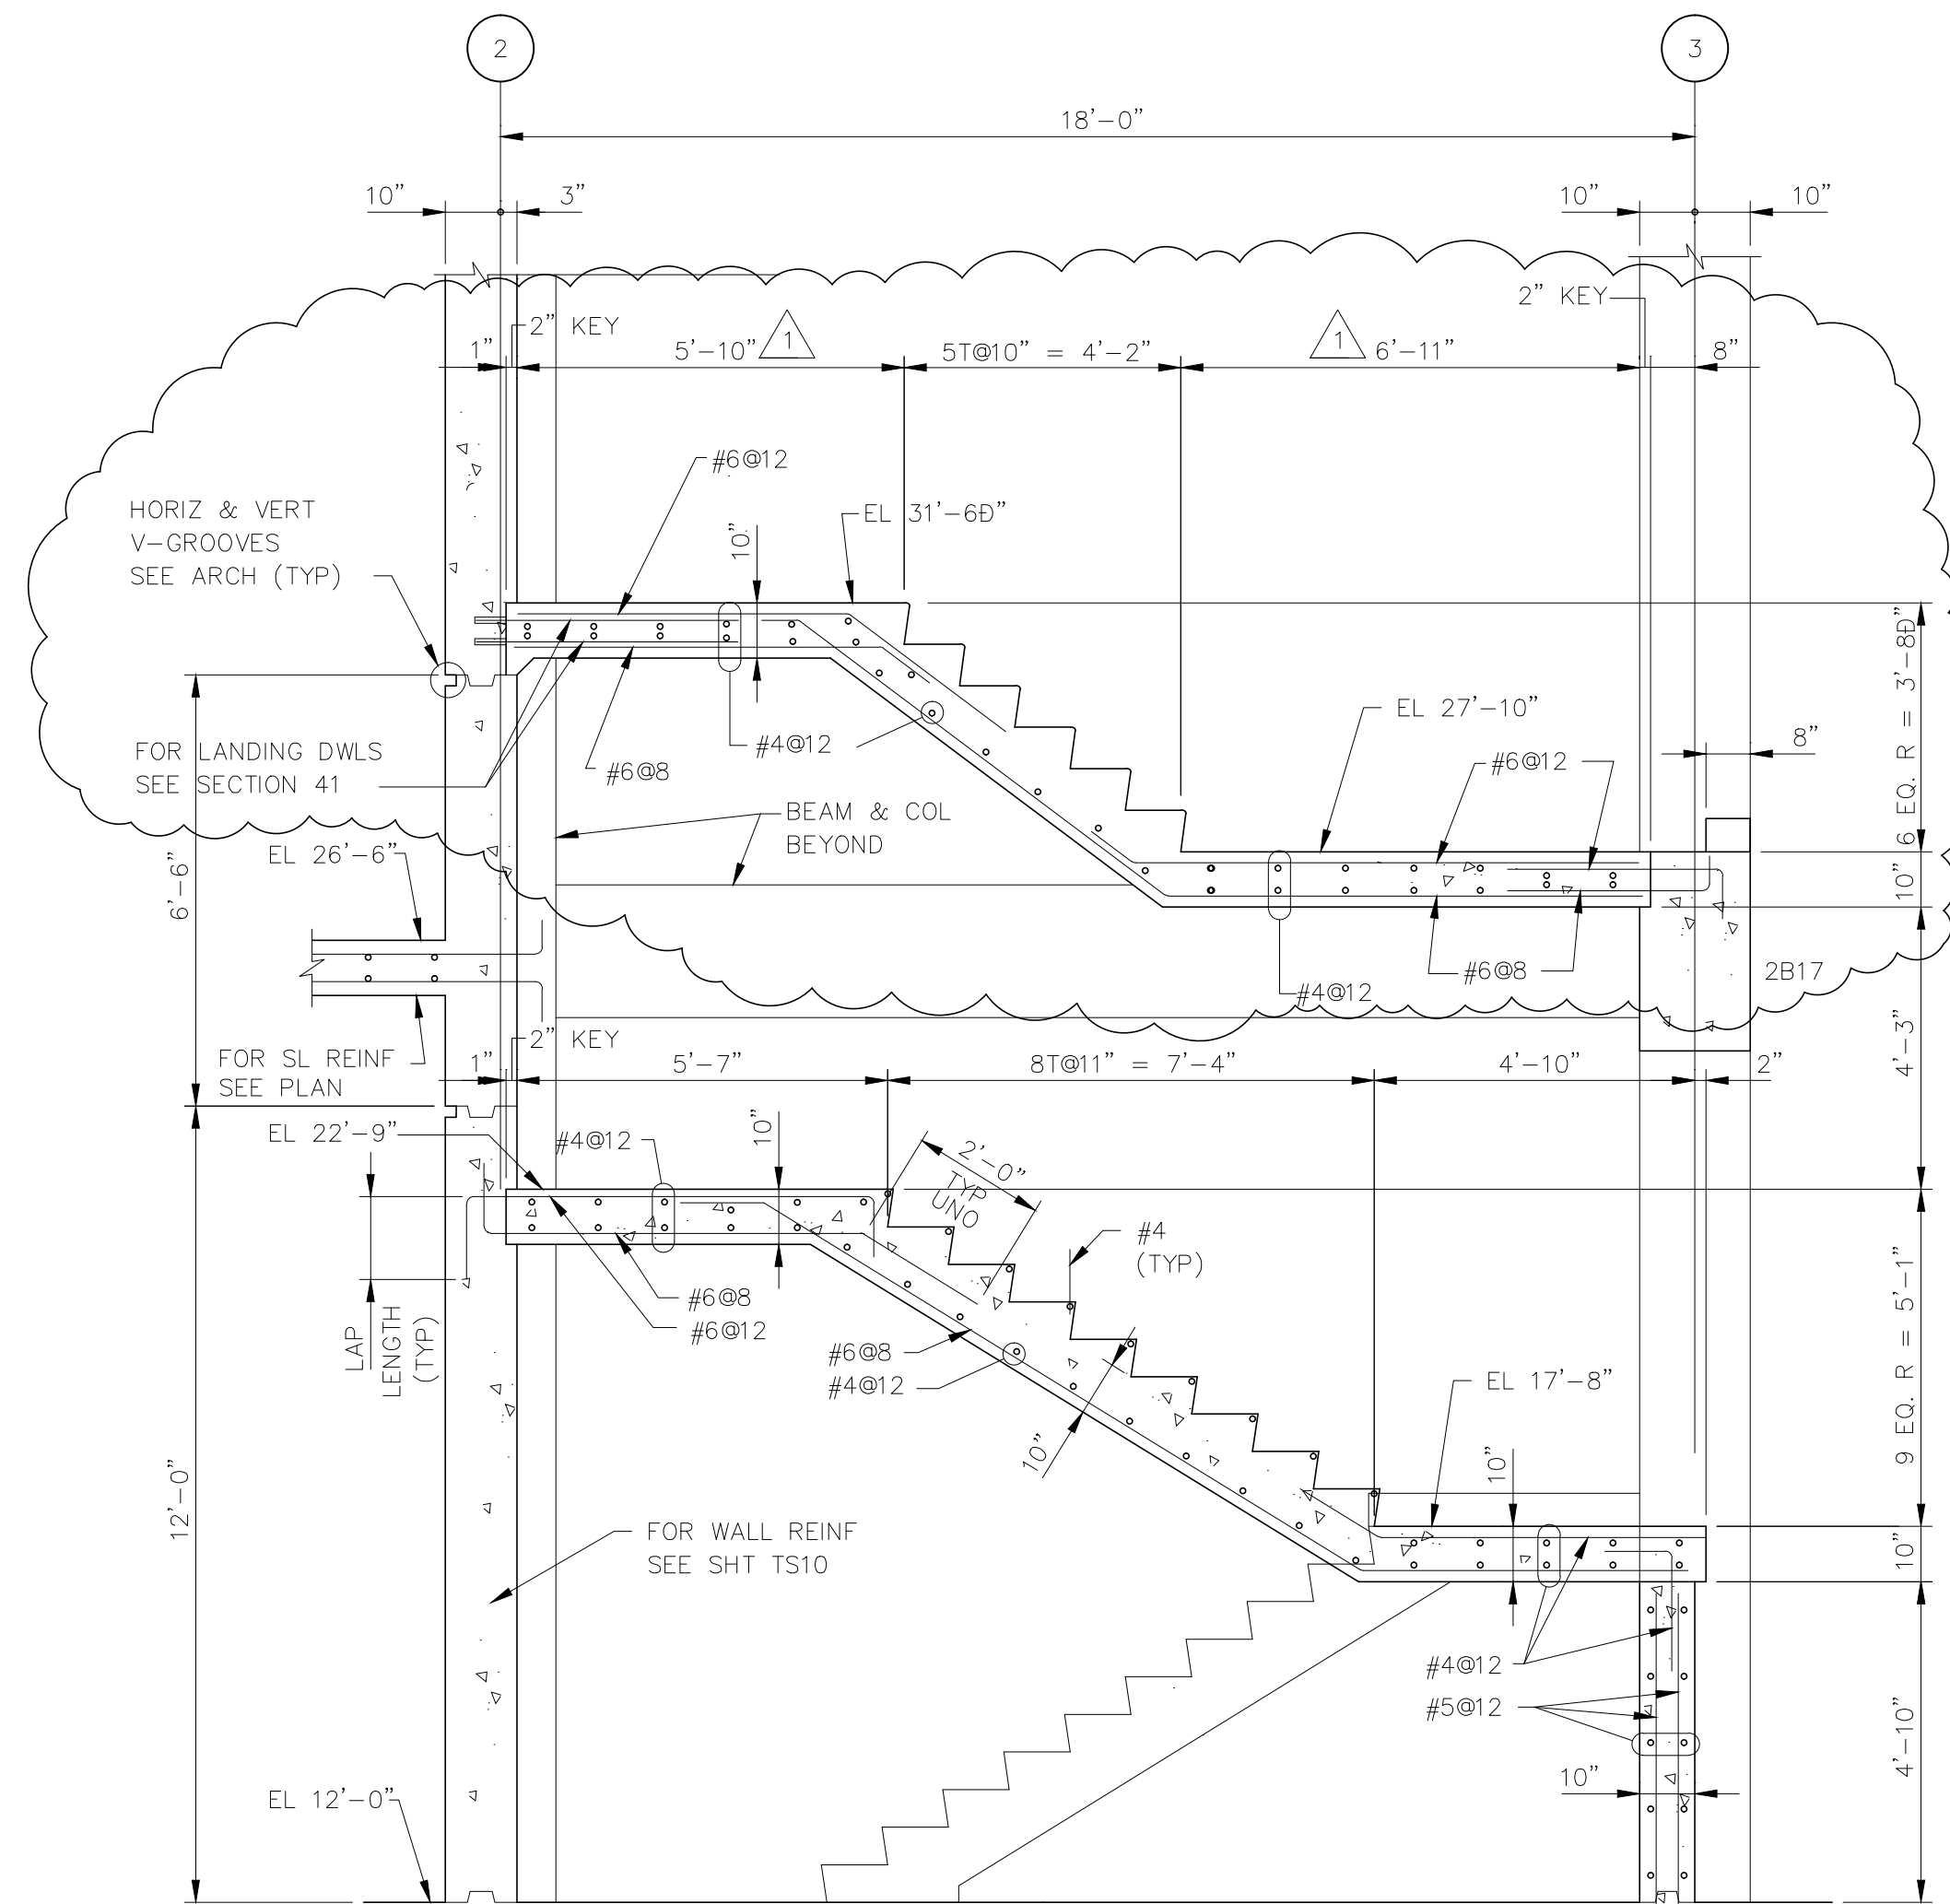 2
3
18'-0"
10"
3"
10"
10"
2" KEY
2" KEY
1"
5'-10"
1
5T@10" = 4'-2"
1
6'-11"
8"
#6@12
HORIZ & VERT
V-GROOVES
SEE ARCH (TYP)
10"
EL 31'-6Ð"
6 EQ. R = 3'-8Ð"
EL 27'-10"
8"
#4@12
FOR LANDING DWLS
SEE SECTION 41
#6@8
#6@12
BEAM & COL
BEYOND
EL 26'-6"
6'-6"
10"
#6@8
#4@12
2B17
2" KEY
FOR SL REINF
SEE PLAN
1"
5'-7"
8T@11" = 7'-4"
4'-10"
2"
4'-3"
EL 22'-9"
#4@12
10"
2'-0"
TYP
UNO
#4
(TYP)
#6@8
#6@12
LAP
LENGTH
(TYP)
#6@8
#4@12
10"
EL 17'-8"
9 EQ. R = 5'-1"
12'-0"
10"
FOR WALL REINF
SEE SHT TS10
10"
#4@12
#5@12
10"
4'-10"
EL 12'-0"